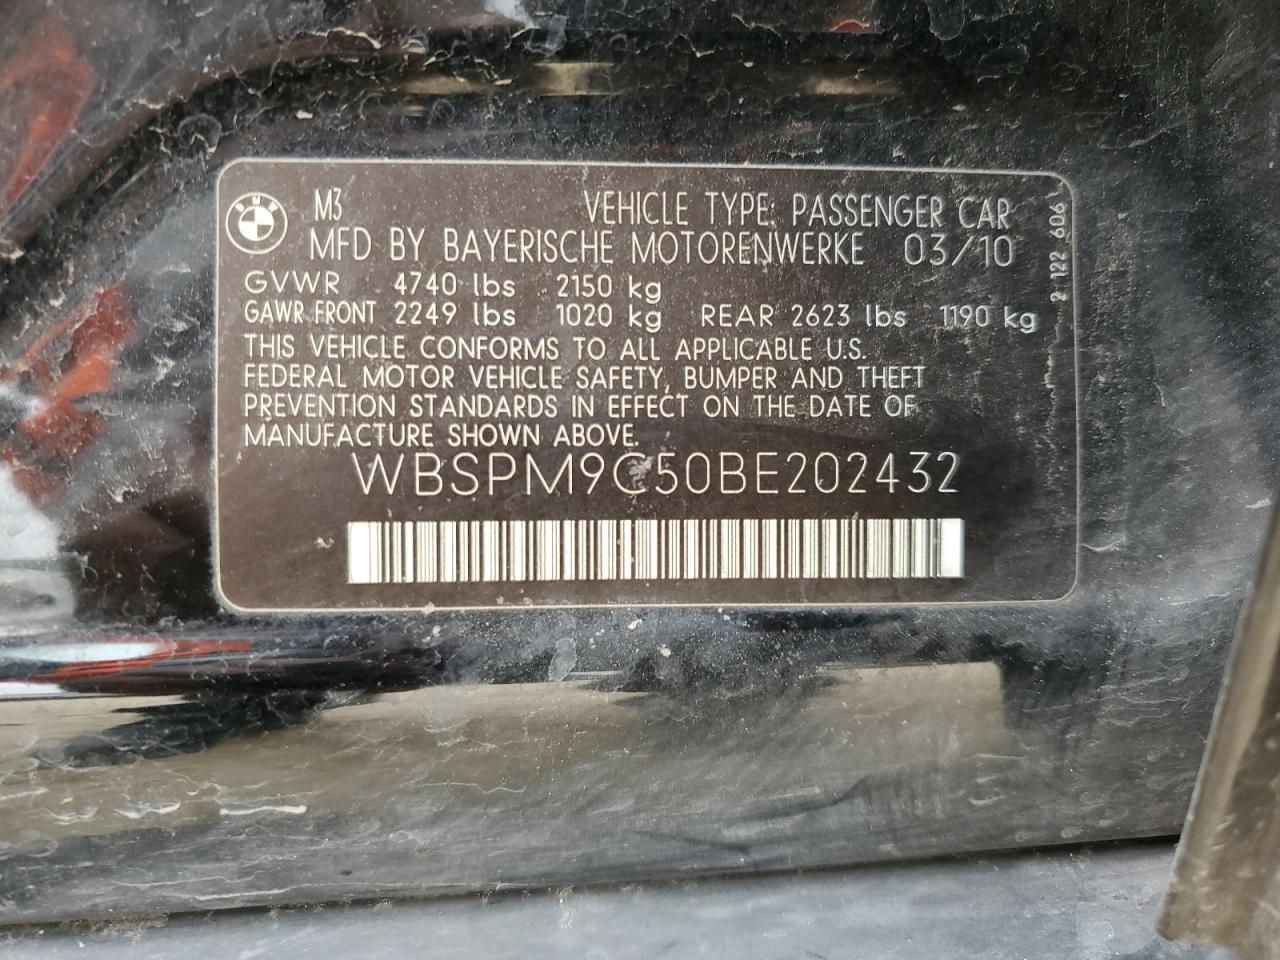 BMW
M3 VEHICLE TYPE: PASSENGER CAR
MFD BY BAYERISCHE MOTORENWERKE 03/10
GVWR 4740 lbs 2150 kg
GAWR FRONT 2249 lbs 1020 kg REAR 2623 lbs 1190 kg
THIS VEHICLE CONFORMS TO ALL APPLICABLE U.S.
FEDERAL MOTOR VEHICLE SAFETY, BUMPER AND THEFT
PREVENTION STANDARDS IN EFFECT ON THE DATE OF
MANUFACTURE SHOWN ABOVE.
WBSPM9C50BE202432
2 122 606